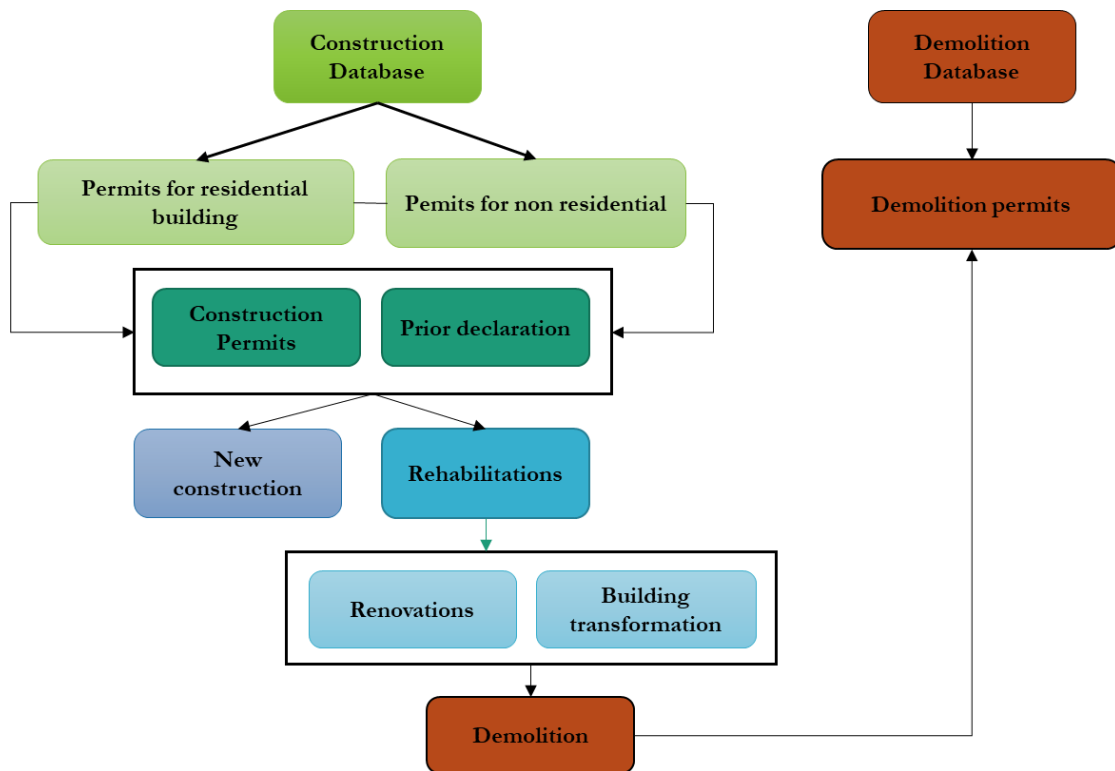 Construction
Database
Demolition
Database
Permits for residential
building
Pemits for non residential
Demolition permits
Construction
Permits
Prior declaration
New
construction
Rehabilitations
Renovations
Building
transformation
Demolition